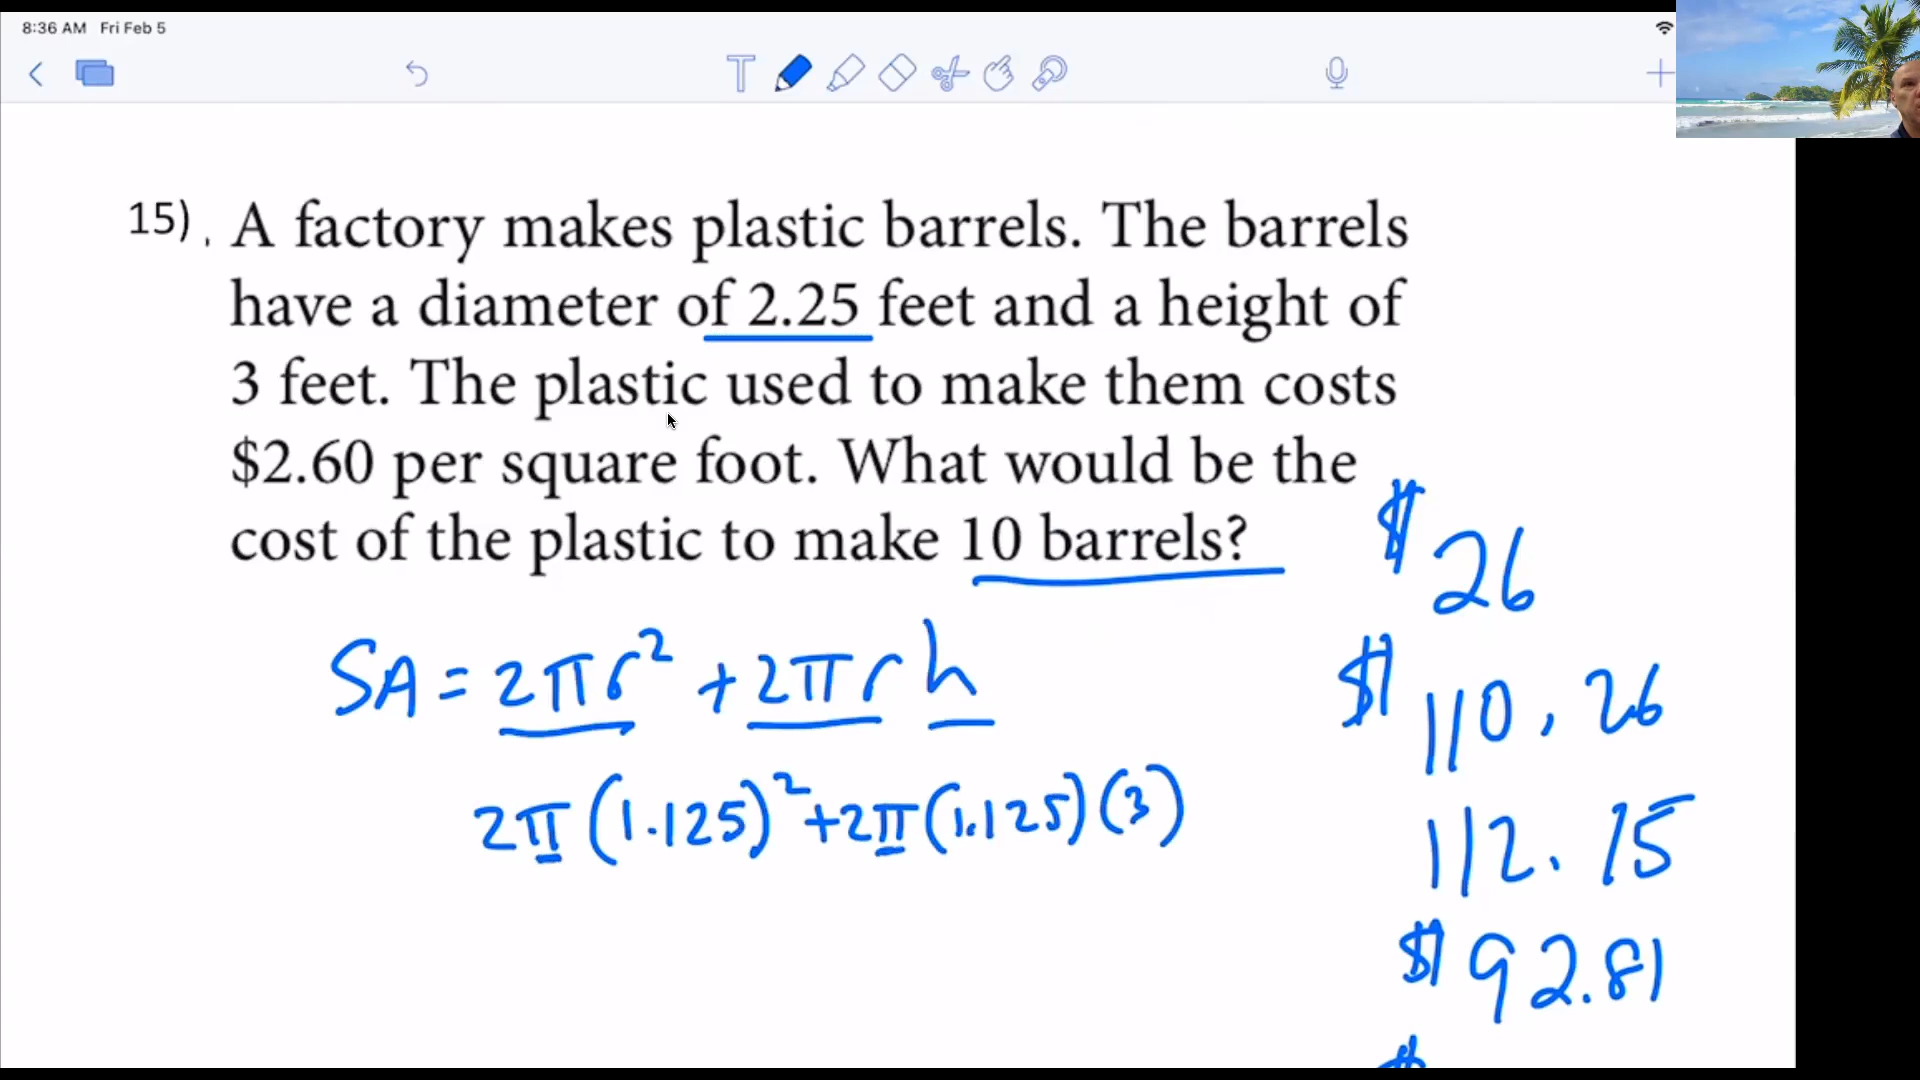 8:36 AM Fri Feb 5
15). A factory makes plastic barrels. The barrels
have a diameter of 2.25 feet and a height of
3 feet. The plastic used to make them costs
$2.60 per square foot. What would be the
cost of the plastic to make 10 barrels?
$26
SA = 2πr² + 2πrh
$110.26
2π(1.125)²+2π(1.125)(3)
112.15
$92.81
$